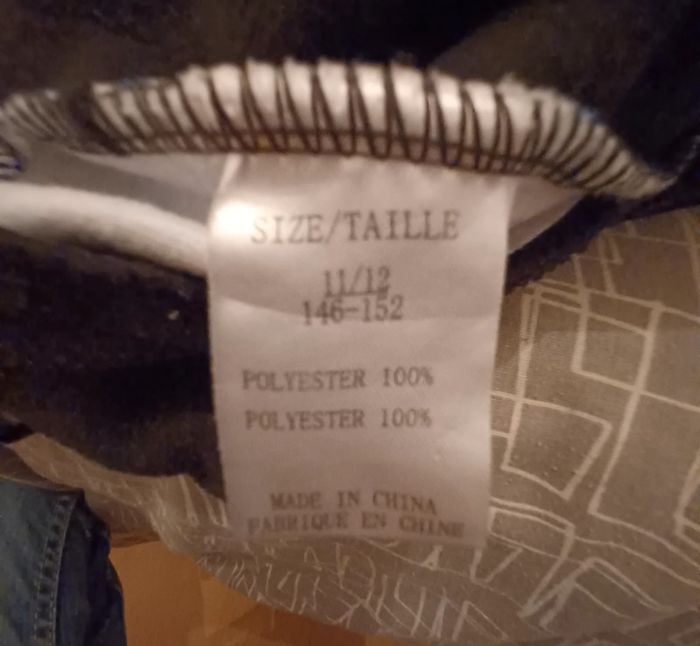 SIZE/TAILLE
11/12
146-152
POLYESTER 100%
POLYESTER 100%
MADE IN CHINA
FABRIQUE EN CHINE